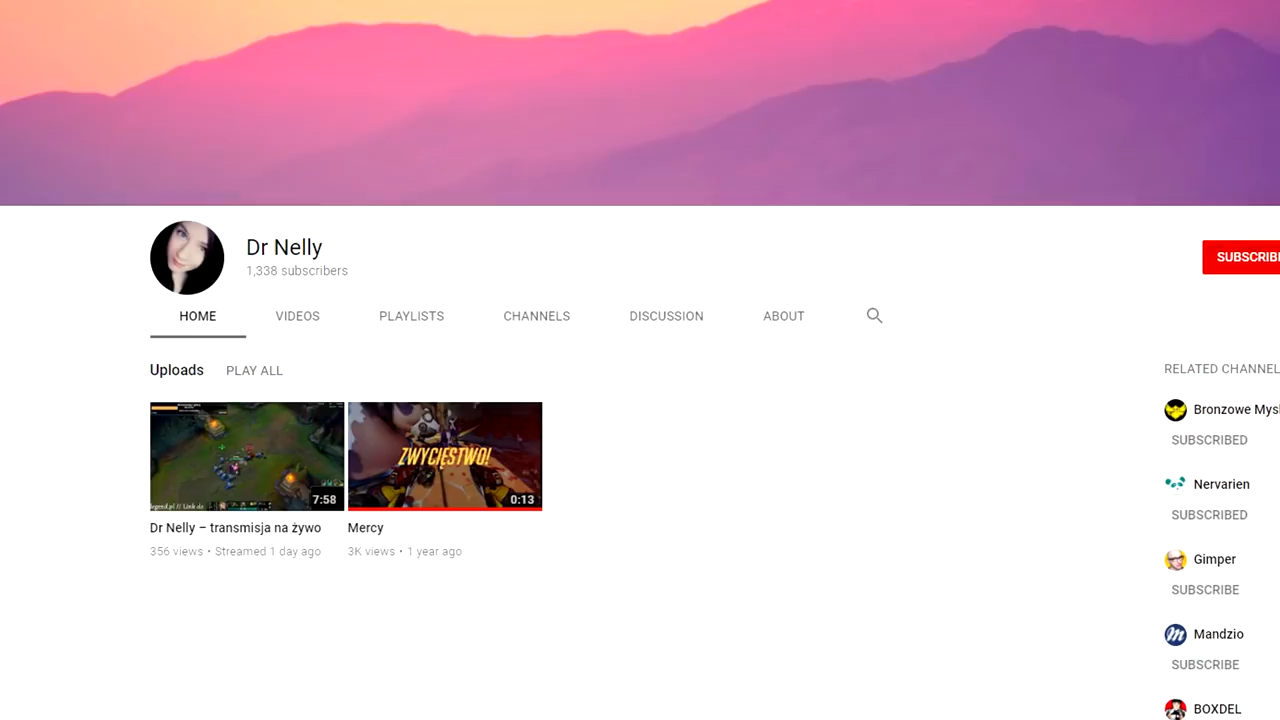 Dr Nelly
1,338 subscribers
SUBSCRIBE
HOME VIDEOS PLAYLISTS CHANNELS DISCUSSION ABOUT
Uploads PLAY ALL
ZWYCIĘSTWO!
7:58
0:13
Dr Nelly – transmisja na żywo
356 views • Streamed 1 day ago
Mercy
3K views • 1 year ago
RELATED CHANNEL
Bronzowe Mys
SUBSCRIBED
Nervarien
SUBSCRIBED
Gimper
SUBSCRIBE
Mandzio
SUBSCRIBE
BOXDEL